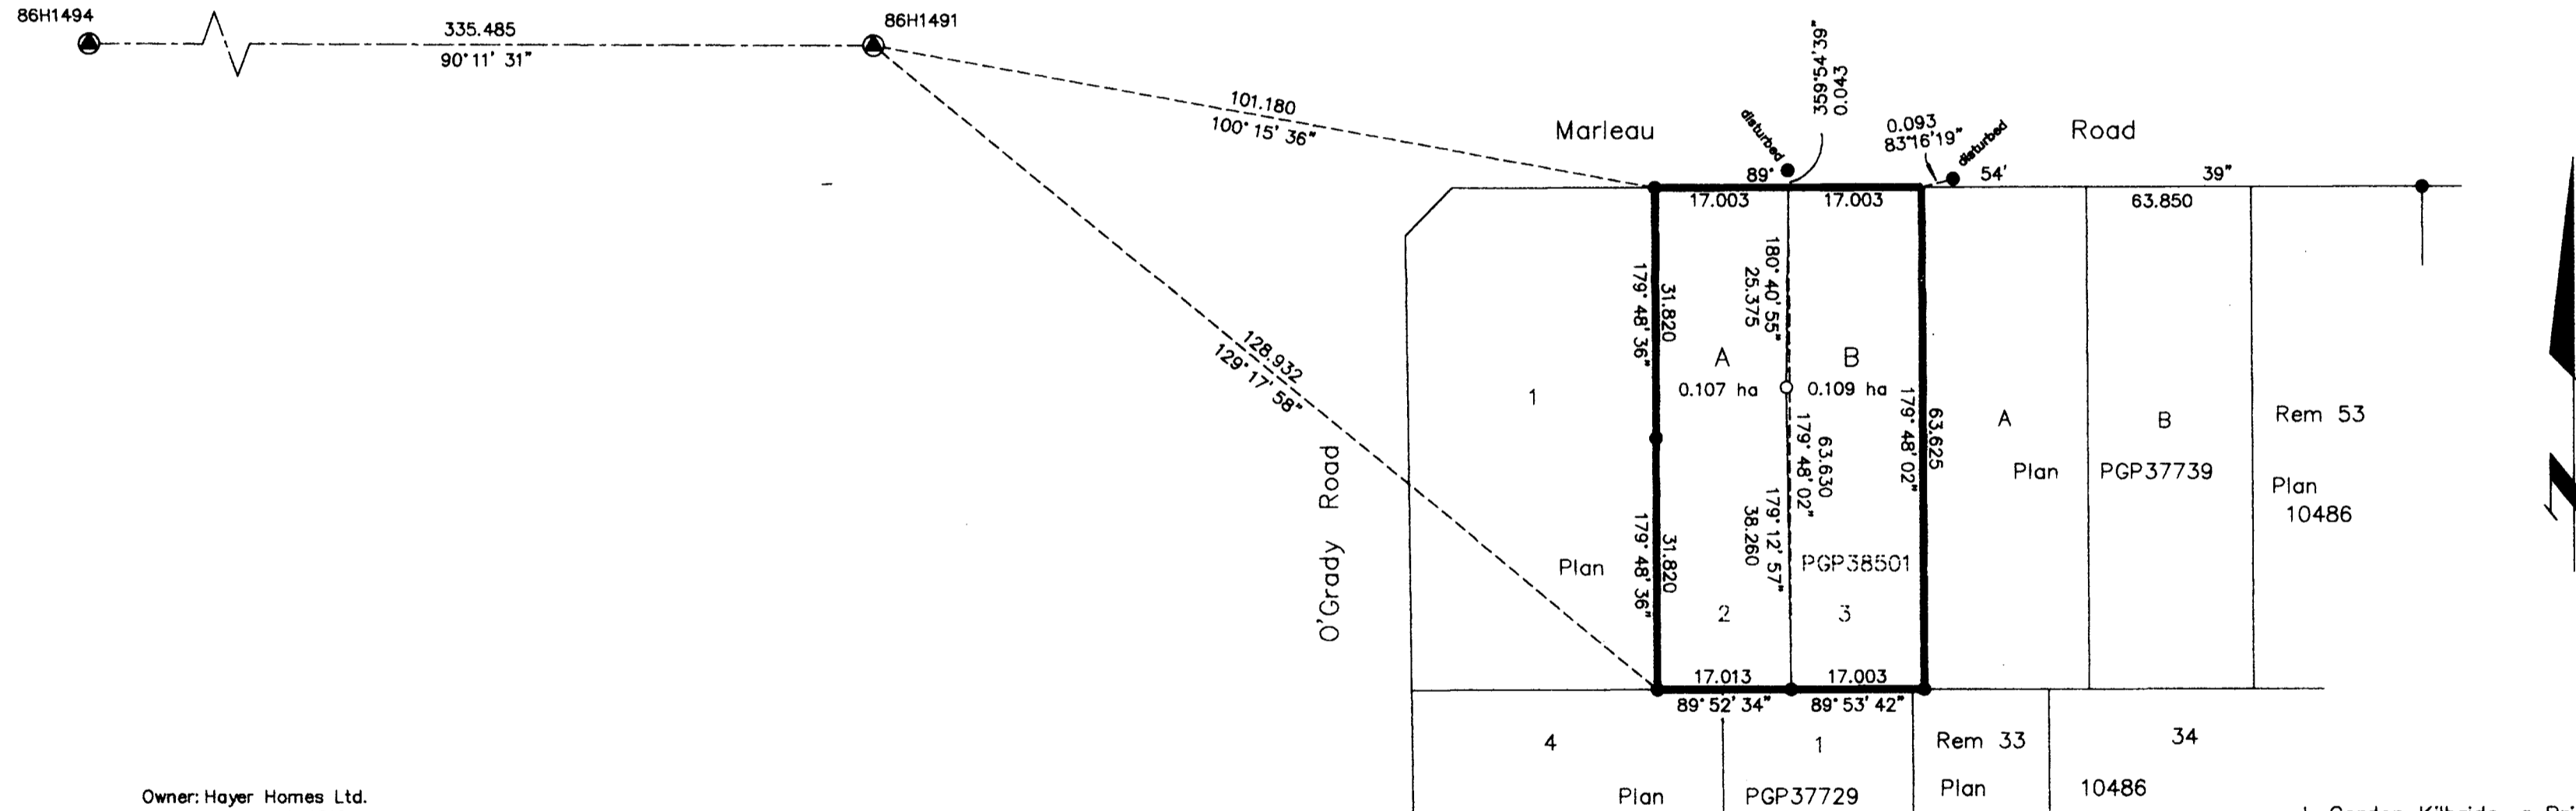 86H1494
335.485
90°11' 31"
86H1491
101.180
100° 15' 36"
128.932
129° 17' 58"
Marleau
Road
disturbed
359°54'39"
0.043
0.093
83°16'19"
disturbed
89°
54'
39"
17.003
17.003
63.850
31.820
179° 48' 36"
180° 40' 55"
25.375
A
0.107 ha
B
0.109 ha
63.625
179° 48' 02"
63.630
179° 48' 02"
1
A
B
Rem 53
Plan
PGP37739
Plan
10486
O'Grady Road
Plan
31.820
179° 48' 36"
179° 12' 57"
38.260
PGP38501
2
3
17.013
17.003
89° 52' 34"
89° 53' 42"
4
1
Rem 33
34
Plan
PGP37729
Plan
10486
Owner: Hayer Homes Ltd.